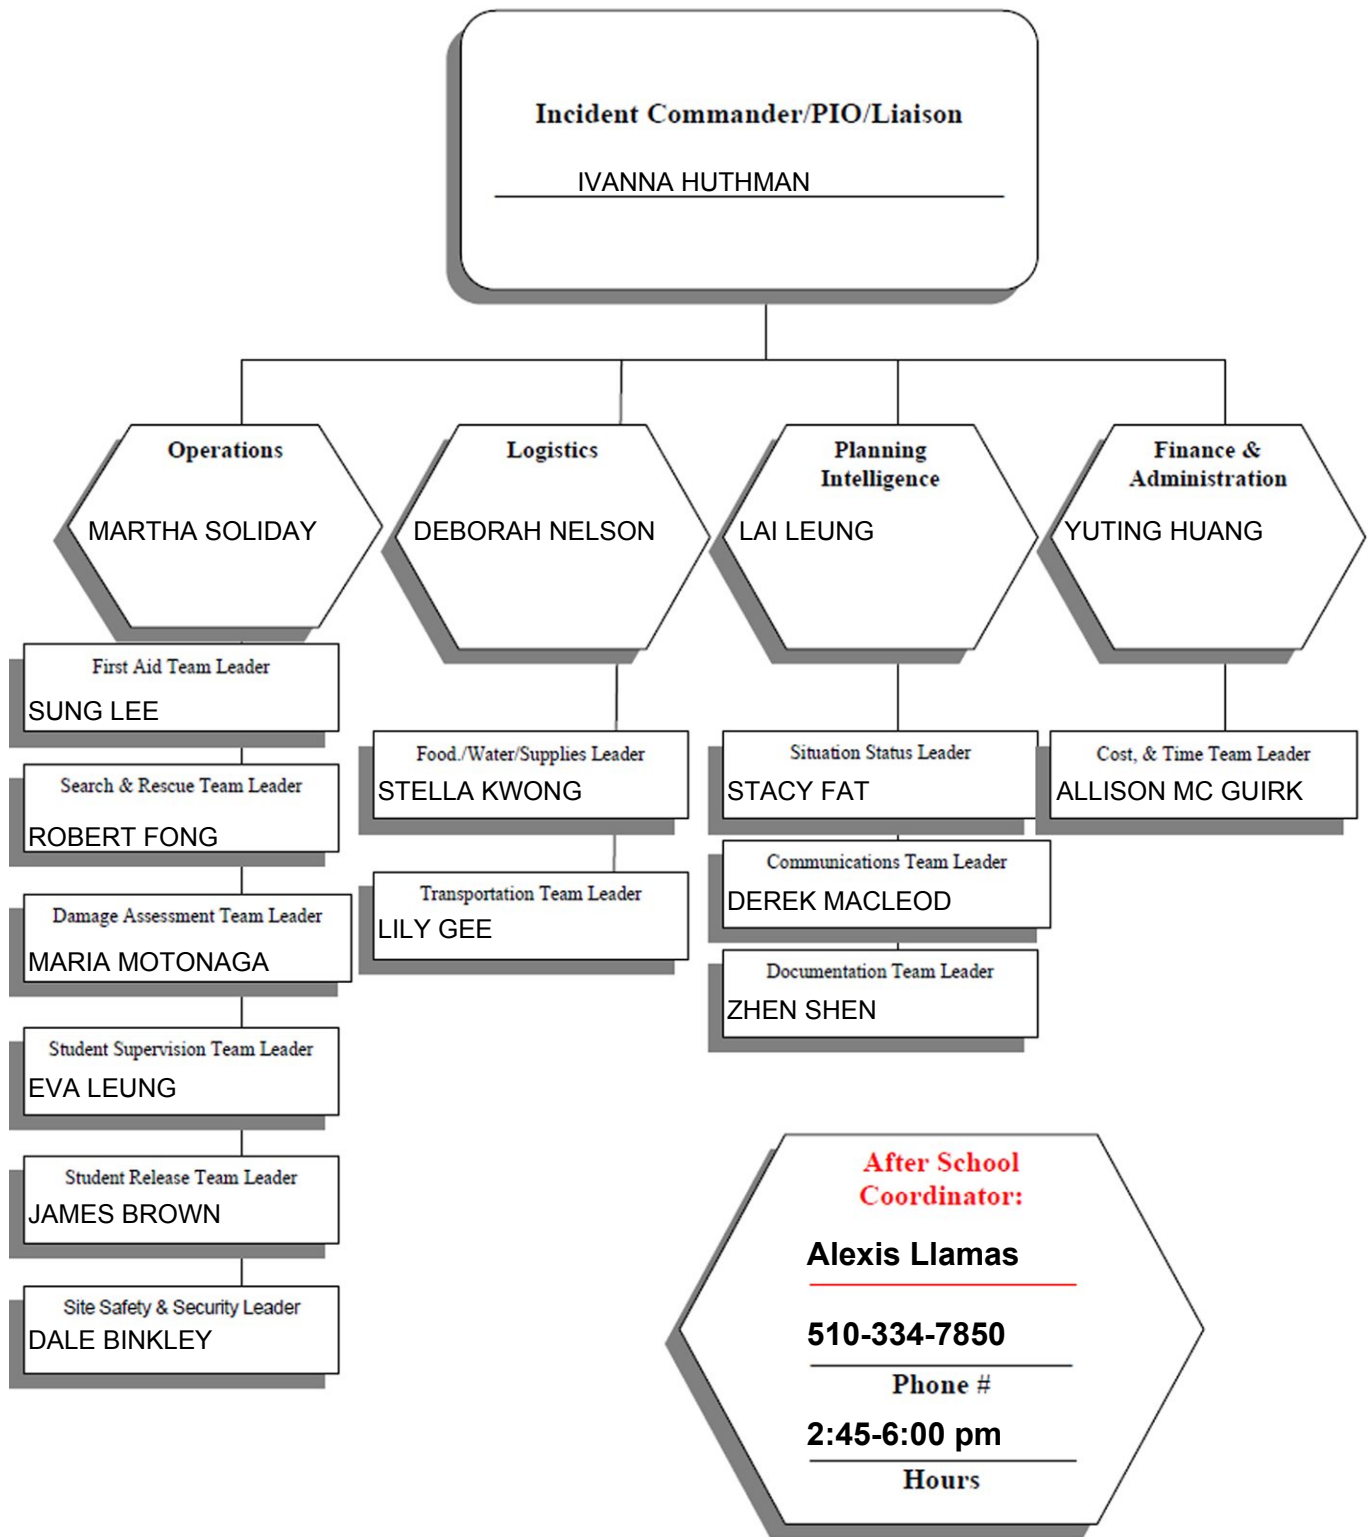 Incident Commander/PIO/Liaison
IVANNA HUTHMAN
Operations
MARTHA SOLIDAY
First Aid Team Leader
SUNG LEE
Search & Rescue Team Leader
ROBERT FONG
Damage Assessment Team Leader
MARIA MOTONAGA
Student Supervision Team Leader
EVA LEUNG
Student Release Team Leader
JAMES BROWN
Site Safety & Security Leader
DALE BINKLEY
Logistics
DEBORAH NELSON
Food./Water/Supplies Leader
STELLA KWONG
Transportation Team Leader
LILY GEE
Planning
Intelligence
LAI LEUNG
Situation Status Leader
STACY FAT
Communications Team Leader
DEREK MACLEOD
Documentation Team Leader
ZHEN SHEN
Finance &
Administration
YUTING HUANG
Cost, & Time Team Leader
ALLISON MC GUIRK
After School
Coordinator:
Alexis Llamas
510-334-7850
Phone #
2:45-6:00 pm
Hours